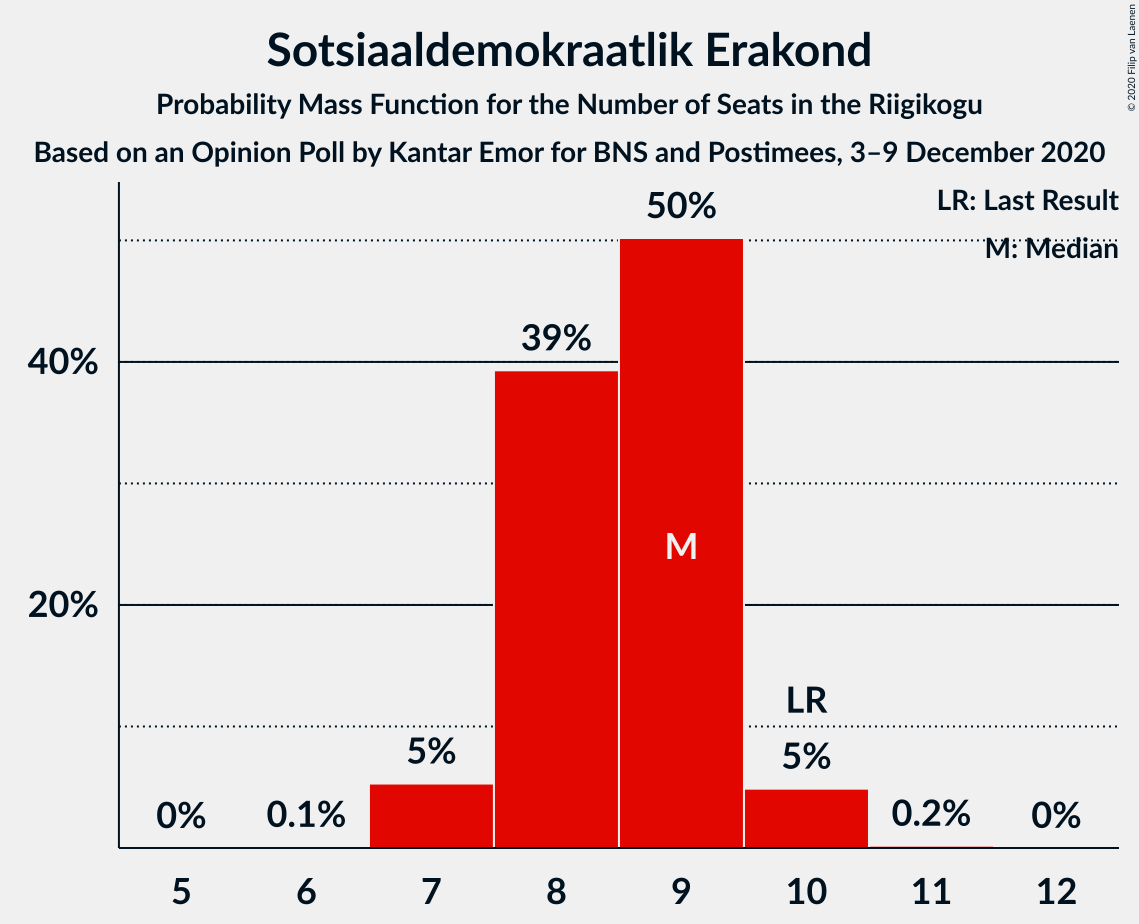 Sotsiaaldemokraatlik Erakond
Probability Mass Function for the Number of Seats in the Riigikogu
Based on an Opinion Poll by Kantar Emor for BNS and Postimees, 3–9 December 2020
© 2020 Filip van Laenen
LR: Last Result
M: Median
50%
39%
40%
M
20%
LR
5%
5%
0%
0.1%
0.2%
0%
5 6 7 8 9 10 11 12